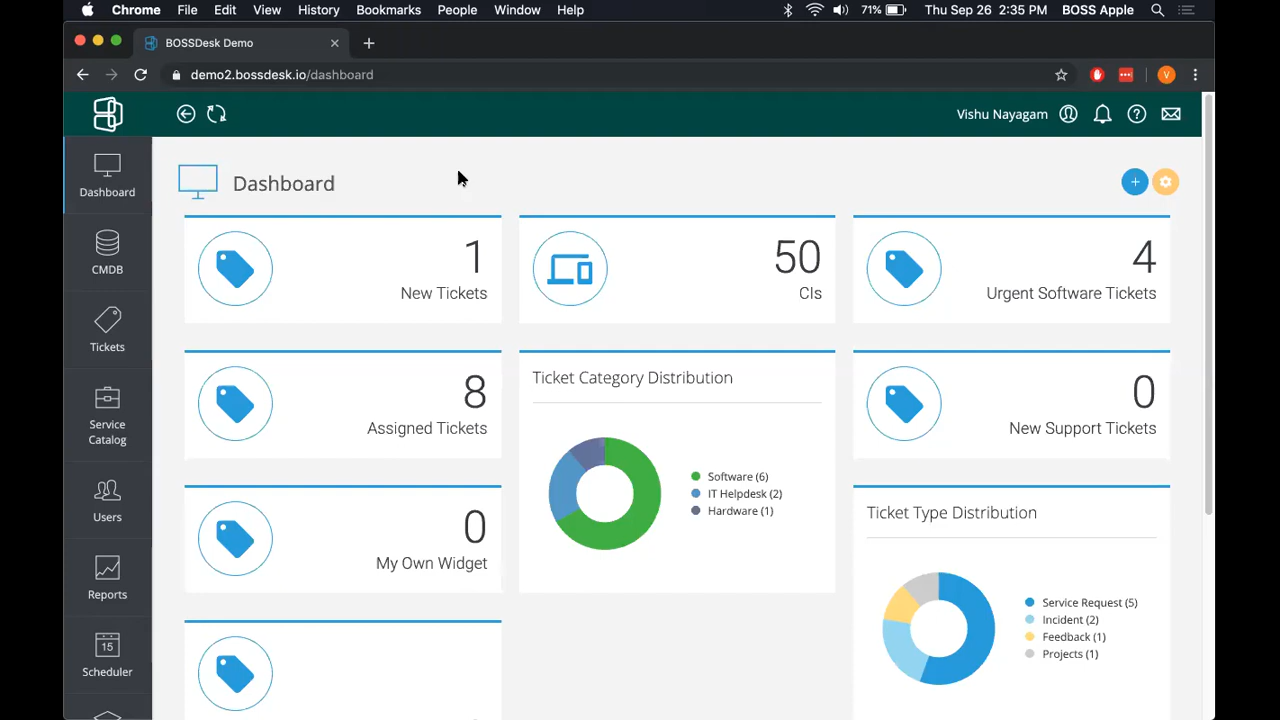 Chrome File Edit View History Bookmarks People Window Help 71% Thu Sep 26 2:35 PM BOSS Apple
BOSSDesk Demo
demo2.bossdesk.io/dashboard
V
Vishu Nayagam
Dashboard
CMDB
Tickets
Service
Catalog
Users
Reports
15
Scheduler
Dashboard
1
New Tickets
50
CIs
4
Urgent Software Tickets
8
Assigned Tickets
Ticket Category Distribution
Software (6)
IT Helpdesk (2)
Hardware (1)
0
New Support Tickets
0
My Own Widget
Ticket Type Distribution
Service Request (5)
Incident (2)
Feedback (1)
Projects (1)